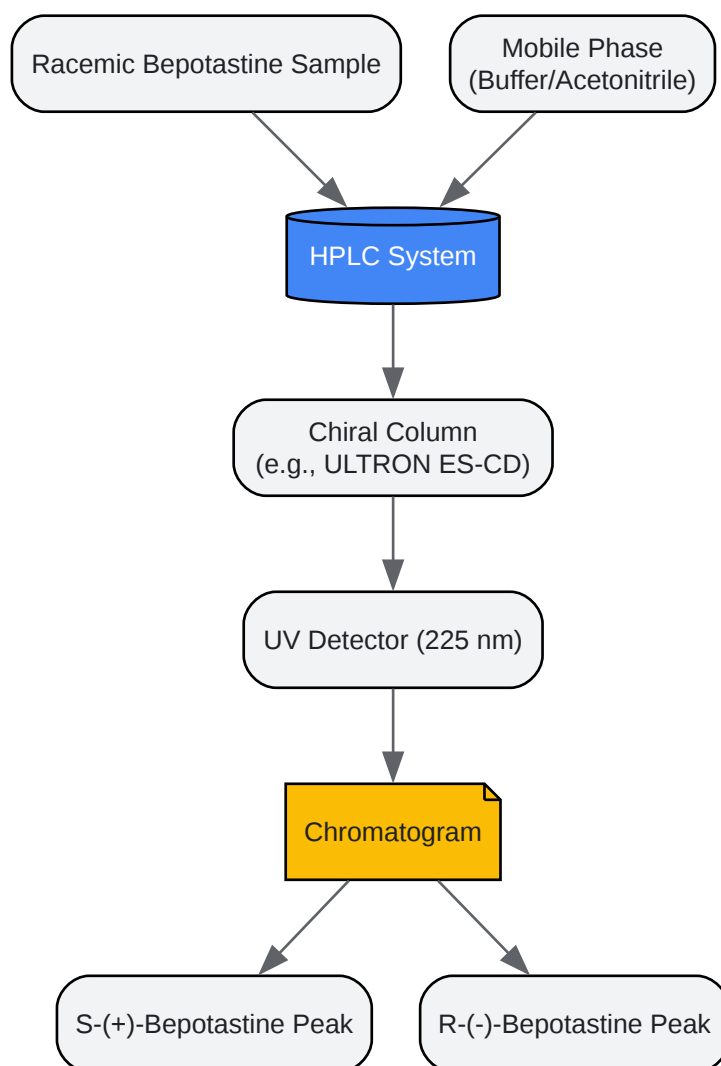 Racemic Bepotastine Sample
Mobile Phase
(Buffer/Acetonitrile)
HPLC System
Chiral Column
(e.g., ULTRON ES-CD)
UV Detector (225 nm)
Chromatogram
S-(+)-Bepotastine Peak
R-(-)-Bepotastine Peak